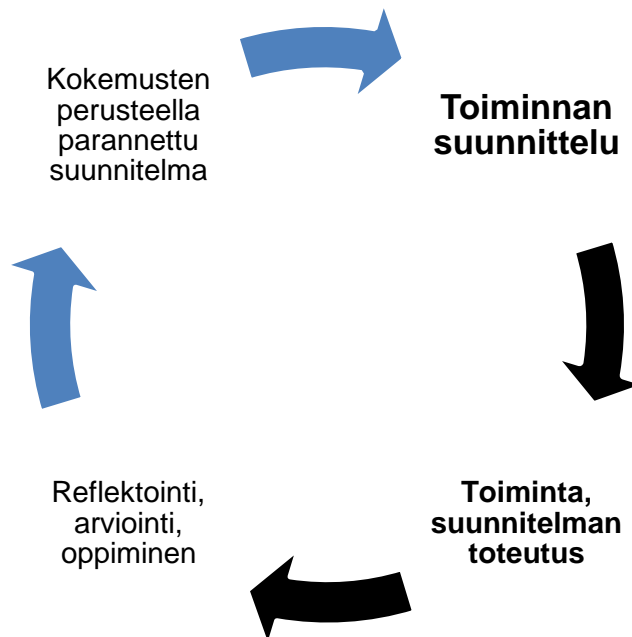 Kokemusten
perusteella
parannettu
suunnitelma
Toiminnan
suunnittelu
Toiminta,
suunnitelman
toteutus
Reflektointi,
arviointi,
oppiminen